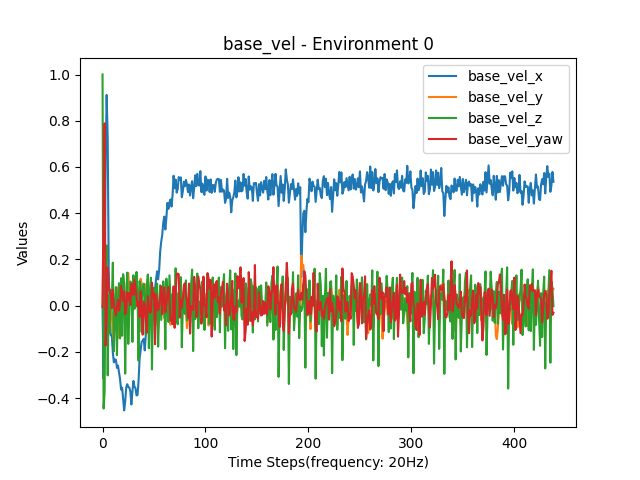 base_vel - Environment 0
base_vel_x
base_vel_y
base_vel_z
base_vel_yaw
Values
1.0
0.8
0.6
0.4
0.2
0.0
−0.2
−0.4
0 100 200 300 400
Time Steps(frequency: 20Hz)